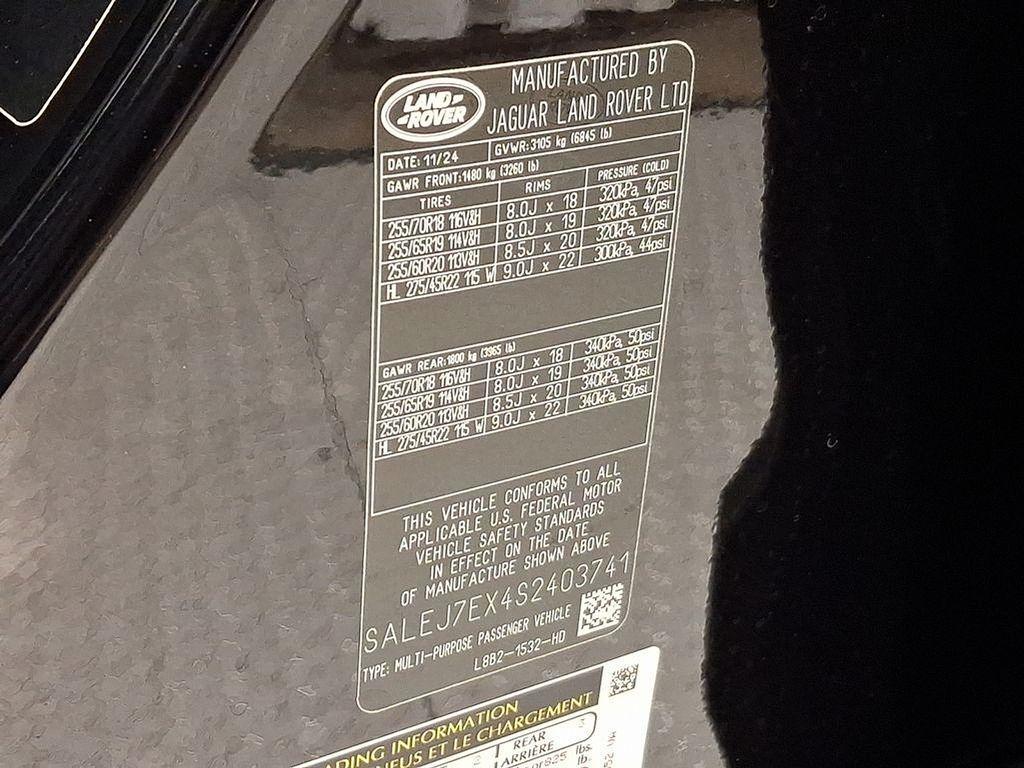 LAND ROVER
MANUFACTURED BY
JAGUAR LAND ROVER LTD
DATE: 11/24 GVWR: 3105 kg (6845 lb)
GAWR FRONT: 1480 kg (3260 lb)
TIRES RIMS PRESSURE (COLD)
255/70R18 116V&H 8.0J x 18 320kPa, 47psi
255/65R19 114V&H 8.0J x 19 320kPa, 47psi
255/60R20 113V&H 8.5J x 20 320kPa, 47psi
HL 275/45R22 115 W 9.0J x 22 300kPa, 44psi
GAWR REAR: 1800 kg (3965 lb)
255/70R18 116V&H 8.0J x 18 340kPa, 50psi
255/65R19 114V&H 8.0J x 19 340kPa, 50psi
255/60R20 113V&H 8.5J x 20 340kPa, 50psi
HL 275/45R22 115 W 9.0J x 22 340kPa, 50psi
THIS VEHICLE CONFORMS TO ALL
APPLICABLE U.S. FEDERAL MOTOR
VEHICLE SAFETY STANDARDS
IN EFFECT ON THE DATE
OF MANUFACTURE SHOWN ABOVE
SALEJ7EX4S2403741
TYPE: MULTI-PURPOSE PASSENGER VEHICLE
L8B2-1532-HD
ADING INFORMATION
NEUS ET LE CHARGEMENT
2 REAR 3
ARRIÈRE
825 lbs.
lb.